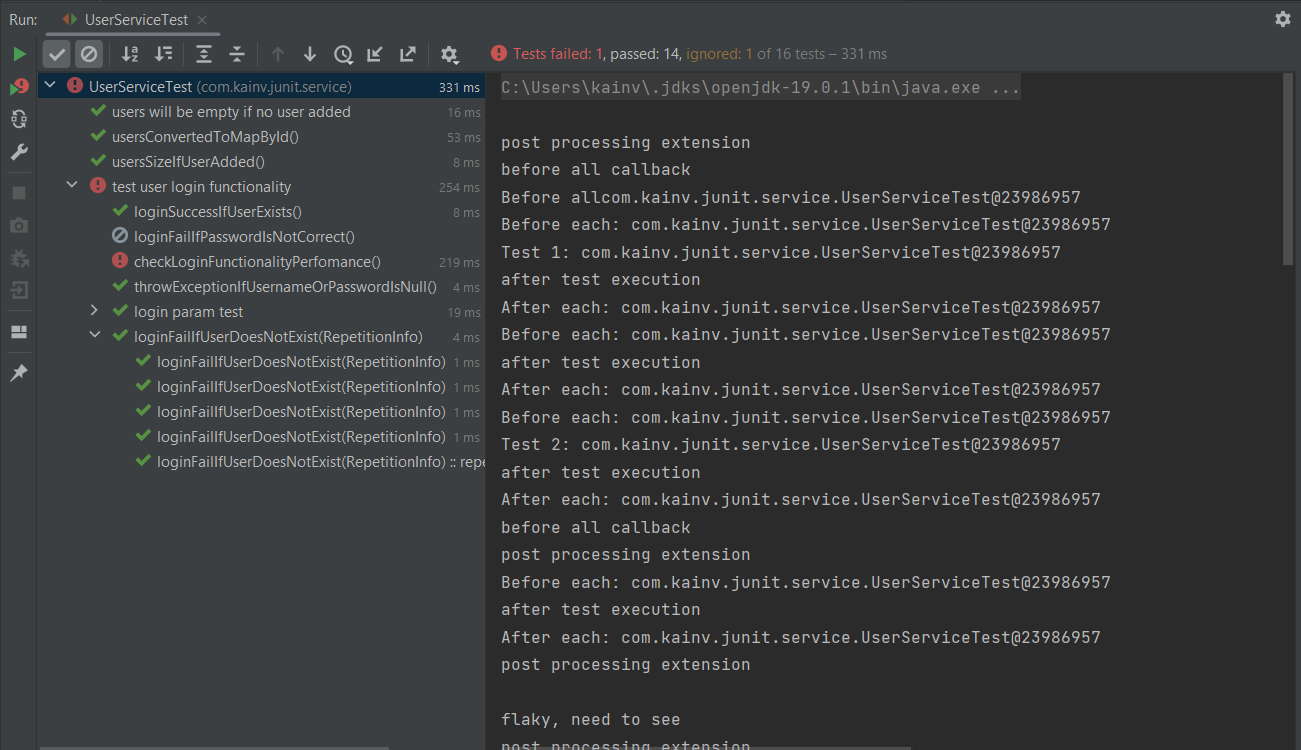 Run: UserServiceTest
Tests failed: 1, passed: 14, ignored: 1 of 16 tests – 331 ms
UserServiceTest (com.kainv.junit.service) 331 ms
users will be empty if no user added 16 ms
usersConvertedToMapById() 53 ms
usersSizeIfUserAdded() 8 ms
test user login functionality 254 ms
loginSuccessIfUserExists() 8 ms
loginFailIfPasswordIsNotCorrect()
checkLoginFunctionalityPerfomance() 219 ms
throwExceptionIfUsernameOrPasswordIsNull() 4 ms
login param test 19 ms
loginFailIfUserDoesNotExist(RepetitionInfo) 4 ms
loginFailIfUserDoesNotExist(RepetitionInfo) 1 ms
loginFailIfUserDoesNotExist(RepetitionInfo) 1 ms
loginFailIfUserDoesNotExist(RepetitionInfo) 1 ms
loginFailIfUserDoesNotExist(RepetitionInfo) 1 ms
loginFailIfUserDoesNotExist(RepetitionInfo) :: repe
C:\Users\kainv\.jdks\openjdk-19.0.1\bin\java.exe ...
post processing extension
before all callback
Before allcom.kainv.junit.service.UserServiceTest@23986957
Before each: com.kainv.junit.service.UserServiceTest@23986957
Test 1: com.kainv.junit.service.UserServiceTest@23986957
after test execution
After each: com.kainv.junit.service.UserServiceTest@23986957
Before each: com.kainv.junit.service.UserServiceTest@23986957
after test execution
After each: com.kainv.junit.service.UserServiceTest@23986957
Before each: com.kainv.junit.service.UserServiceTest@23986957
Test 2: com.kainv.junit.service.UserServiceTest@23986957
after test execution
After each: com.kainv.junit.service.UserServiceTest@23986957
before all callback
post processing extension
Before each: com.kainv.junit.service.UserServiceTest@23986957
after test execution
After each: com.kainv.junit.service.UserServiceTest@23986957
post processing extension
flaky, need to see
post processing extension